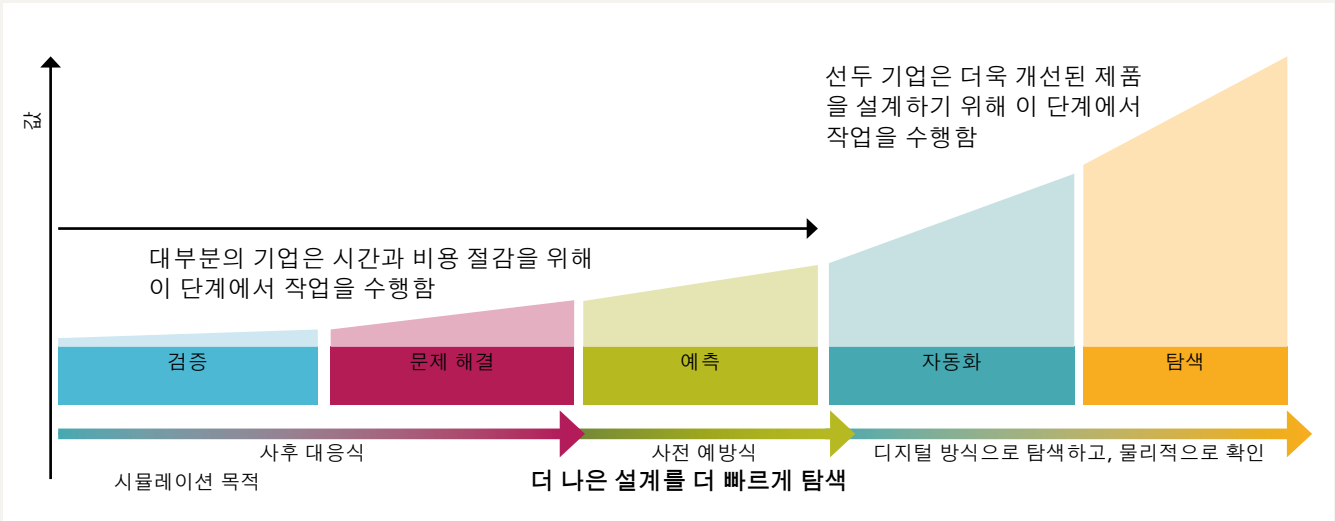 값
선두 기업은 더욱 개선된 제품
을 설계하기 위해 이 단계에서
작업을 수행함
대부분의 기업은 시간과 비용 절감을 위해
이 단계에서 작업을 수행함
검증
문제 해결
예측
자동화
탐색
사후 대응식
사전 예방식
디지털 방식으로 탐색하고, 물리적으로 확인
시뮬레이션 목적
더 나은 설계를 더 빠르게 탐색